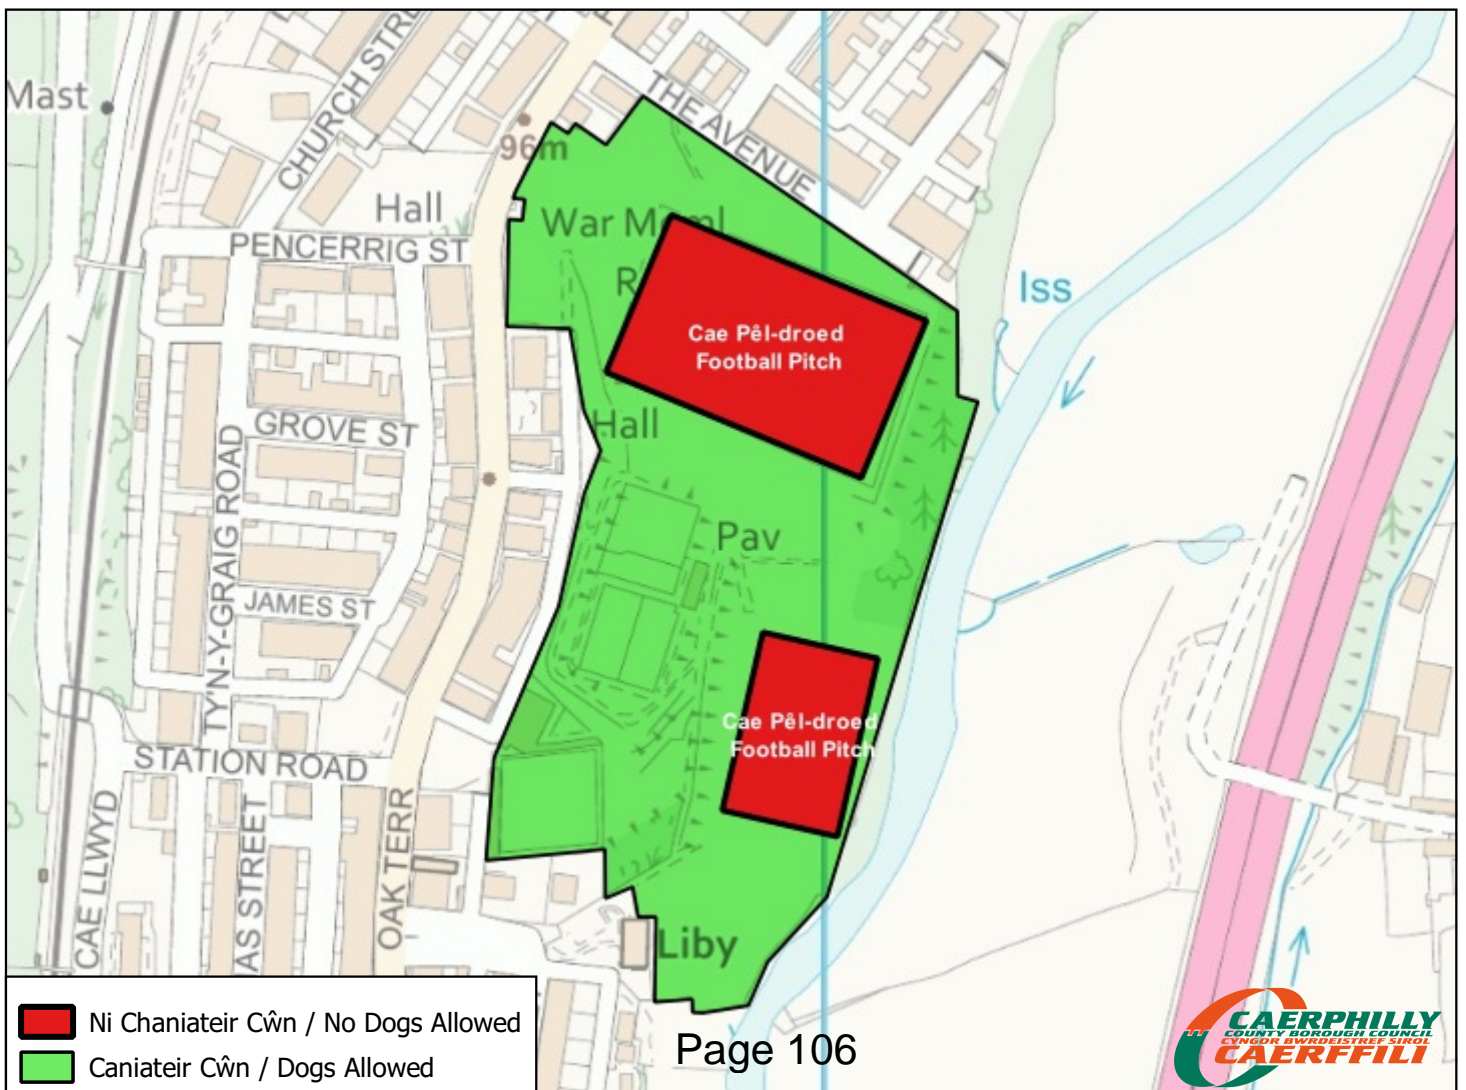 Mast
CHURCH STR
96m
THE AVENUE
Hall
PENCERRIG ST
War M
ml
R
Iss
Cae Pêl-droed
Football Pitch
Hall
GROVE ST
TY'N-Y-GRAIG ROAD
Pav
JAMES ST
Cae Pêl-droed
Football Pitch
STATION ROAD
CAE LLWYD
AS STREET
OAK TERR
Liby
Ni Chaniateir Cŵn / No Dogs Allowed
Caniateir Cŵn / Dogs Allowed
Page 106
CAERPHILLY
COUNTY BOROUGH COUNCIL
CYNGOR BWRDEISTREF SIROL
CAERFFILI